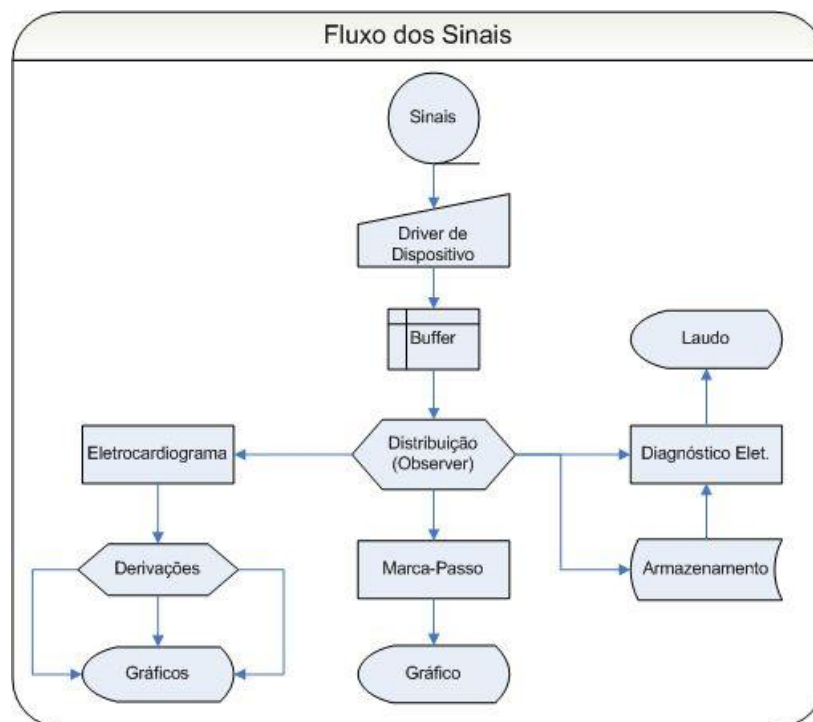 Fluxo dos Sinais
Sinais
Driver de
Dispositivo
Buffer
Laudo
Eletrocardiograma
Distribuição
(Observer)
Diagnóstico Elet.
Derivações
Marca-Passo
Armazenamento
Gráficos
Gráfico